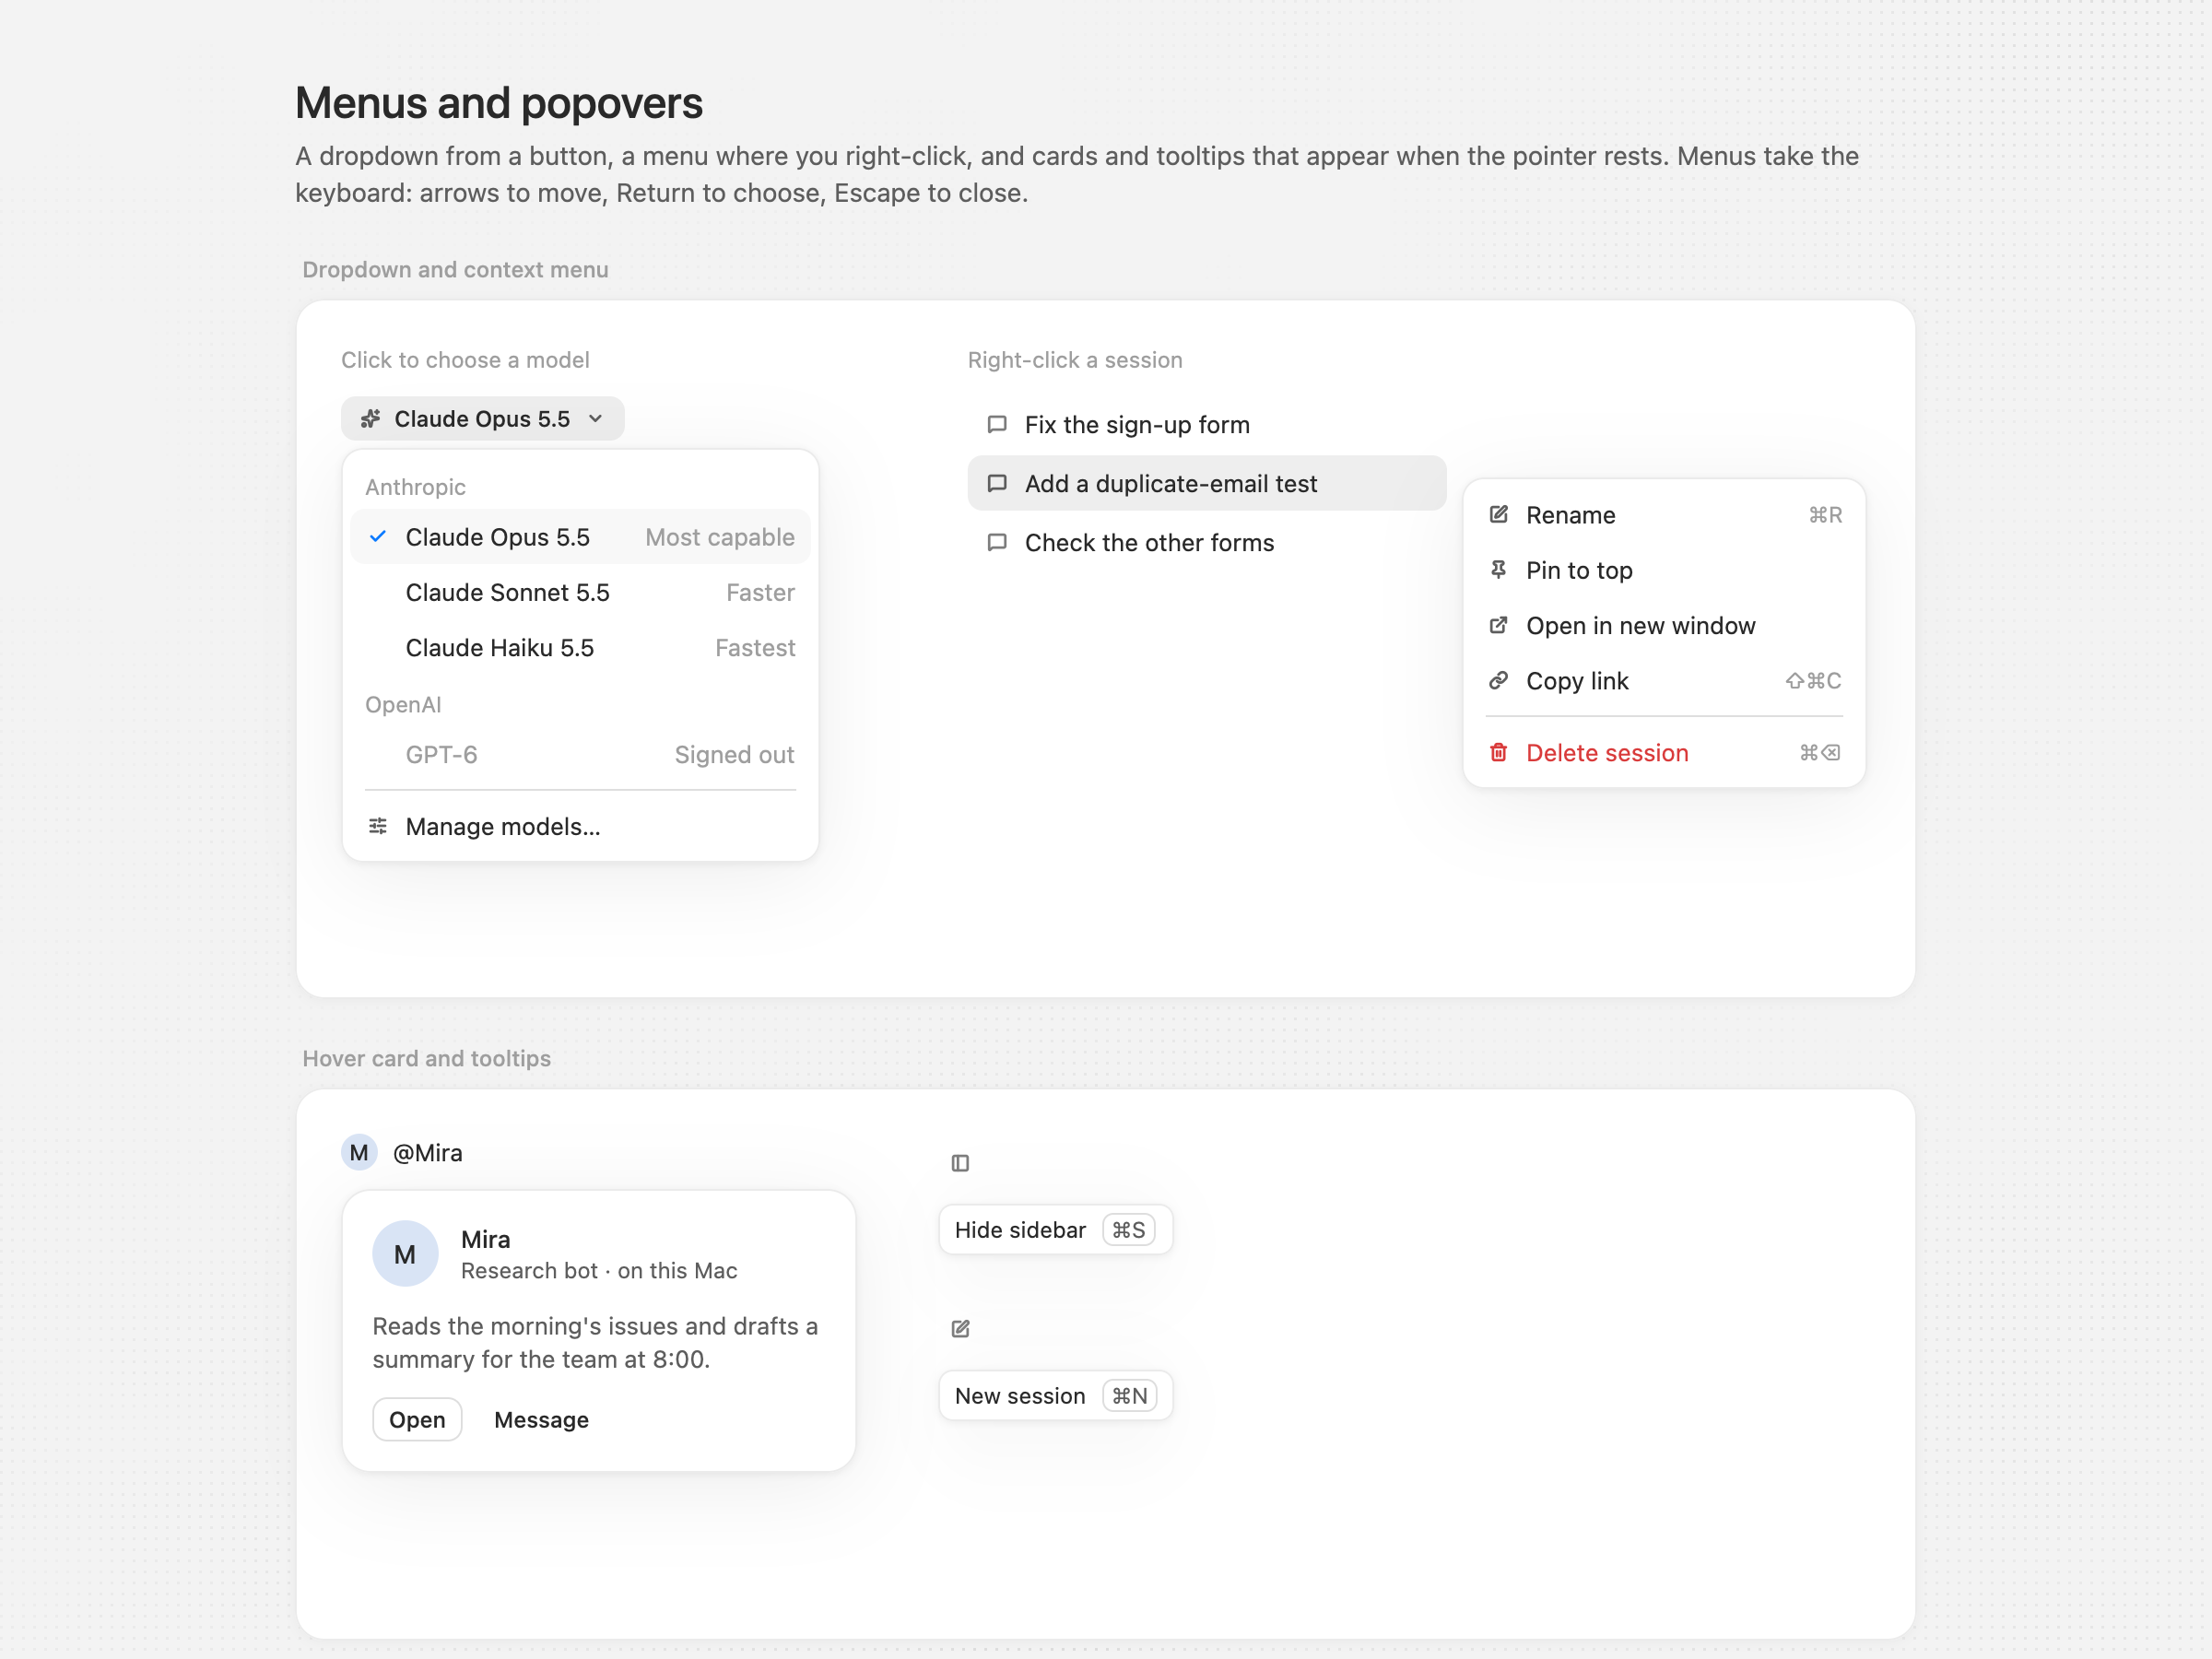 Menus and popovers
A dropdown from a button, a menu where you right-click, and cards and tooltips that appear when the pointer rests. Menus take the
keyboard: arrows to move, Return to choose, Escape to close.
Dropdown and context menu
Click to choose a model
Claude Opus 5.5
Anthropic
Claude Opus 5.5 Most capable
Claude Sonnet 5.5 Faster
Claude Haiku 5.5 Fastest
OpenAI
GPT-6 Signed out
Manage models...
Right-click a session
Fix the sign-up form
Add a duplicate-email test
Check the other forms
Rename ⌘R
Pin to top
Open in new window
Copy link ⇧⌘C
Delete session ⌘⌫
Hover card and tooltips
M @Mira
M
Mira
Research bot · on this Mac
Reads the morning's issues and drafts a
summary for the team at 8:00.
Open Message
Hide sidebar ⌘S
New session ⌘N